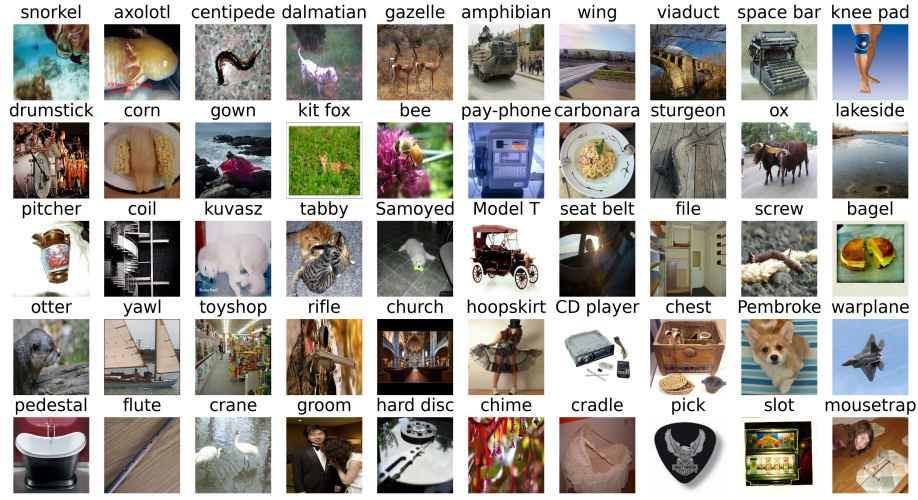 snorkel axolotl centipede dalmatian gazelle amphibian wing viaduct space bar knee pad
drumstick corn gown kit fox bee pay-phone carbonara sturgeon ox lakeside
pitcher coil kuvasz tabby Samoyed Model T seat belt file screw bagel
otter yawl toyshop rifle church hoopskirt CD player chest Pembroke warplane
pedestal flute crane groom hard disc chime cradle pick slot mousetrap